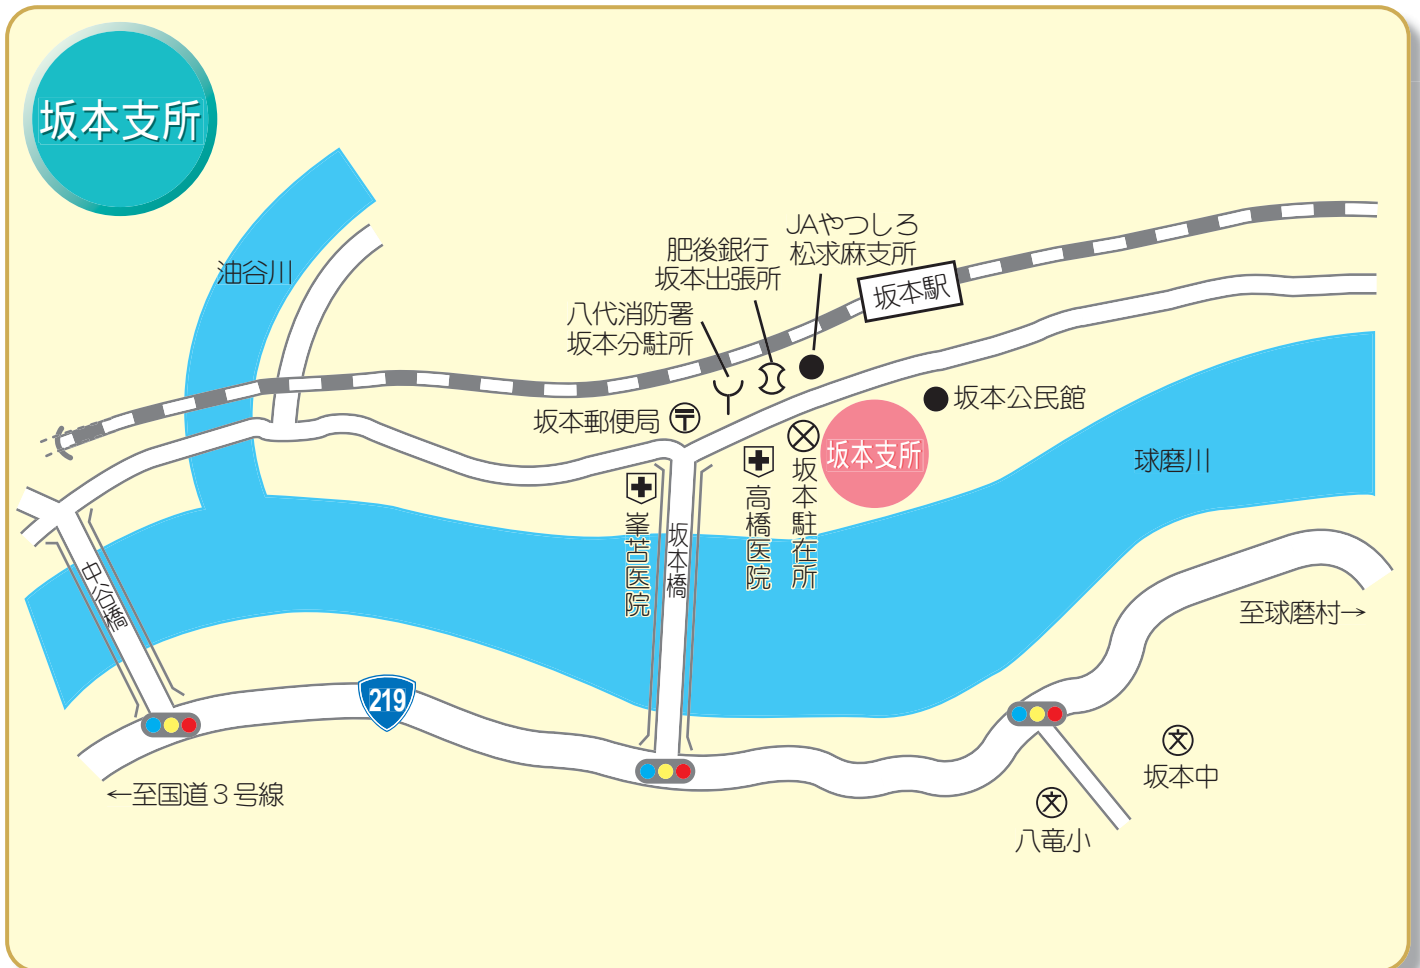 坂本支所
油谷川
JAやつしろ
松求麻支所
肥後銀行
坂本出張所
八代消防署
坂本分駐所
坂本駅
坂本郵便局
坂本公民館
坂本支所
坂本駐在所
高橋医院
峯苫医院
坂本橋
球磨川
中谷橋
至球磨村→
219
←至国道３号線
坂本中
八竜小